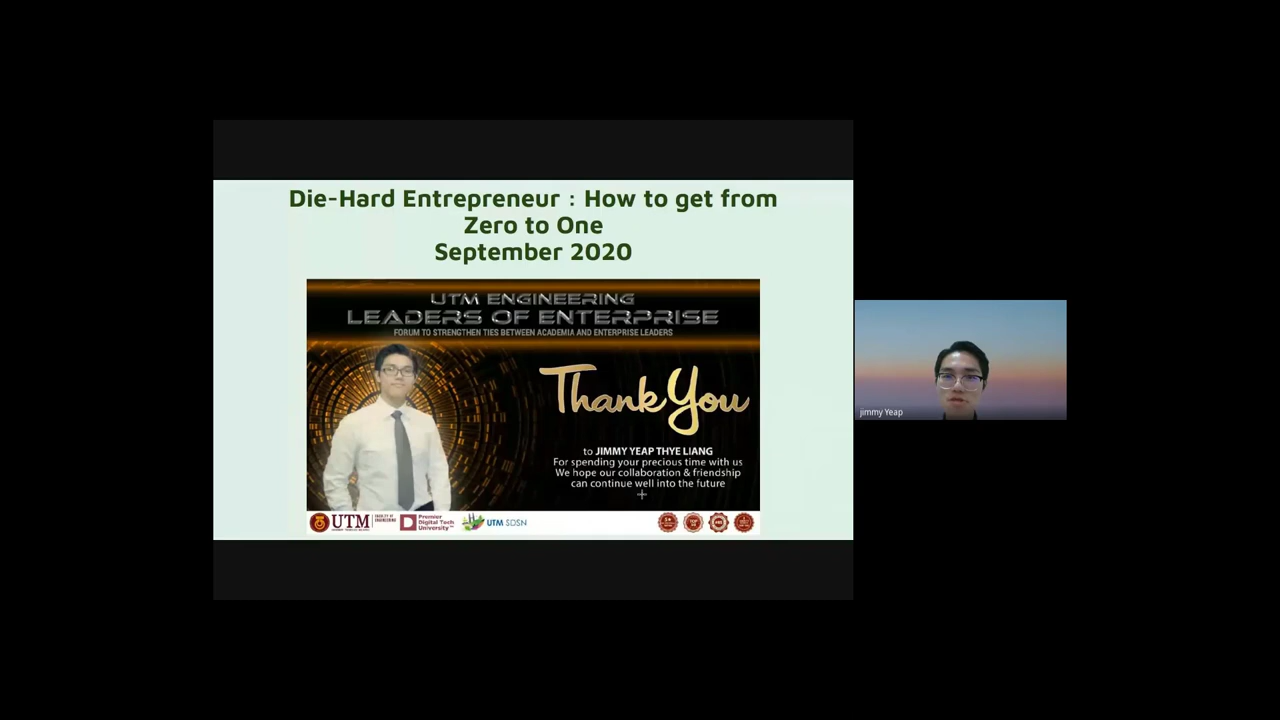 Die-Hard Entrepreneur : How to get from
Zero to One
September 2020
UTM ENGINEERING
LEADERS OF ENTERPRISE
FORUM TO STRENGTHEN TIES BETWEEN ACADEMIA AND ENTERPRISE LEADERS
Thank You
to JIMMY YEAP THYE LIANG
For spending your precious time with us
We hope our collaboration & friendship
can continue well into the future
UTM
Premier
Digital Tech
University
UTM SDSN
jimmy Yeap